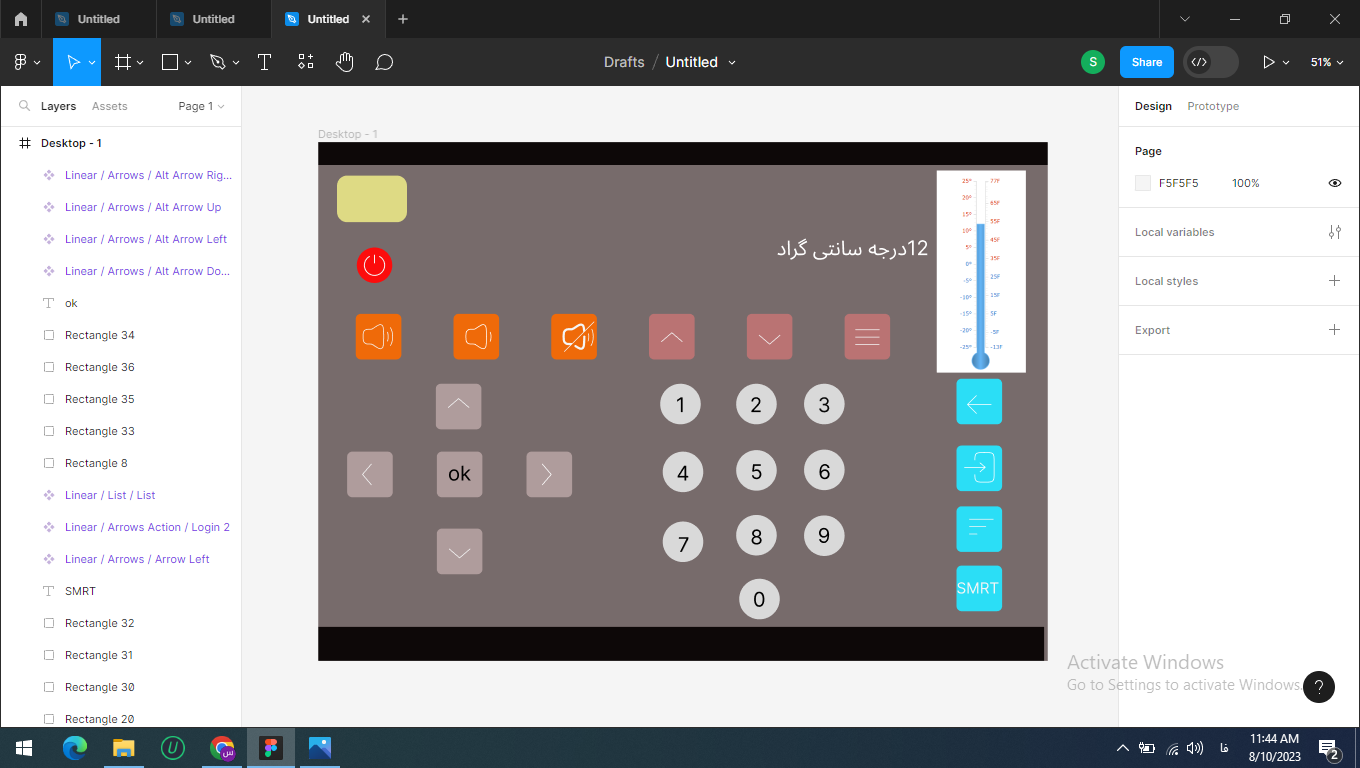 Untitled
Untitled
Untitled
Drafts / Untitled
S
Share
51%
Layers
Assets
Page 1
Design
Prototype
Desktop - 1
Linear / Arrows / Alt Arrow Rig...
Linear / Arrows / Alt Arrow Up
Linear / Arrows / Alt Arrow Left
Linear / Arrows / Alt Arrow Do...
ok
Rectangle 34
Rectangle 36
Rectangle 35
Rectangle 33
Rectangle 8
Linear / List / List
Linear / Arrows Action / Login 2
Linear / Arrows / Arrow Left
SMRT
Rectangle 32
Rectangle 31
Rectangle 30
Rectangle 20
Desktop - 1
12درجه سانتی گراد
25° 77F
20°
65F
15°
55F
10°
45F
5°
35F
0°
25F
-5°
15F
-10°
5F
-15°
-5F
-20°
-25° -13F
1 2 3
4 5 6
ok
7 8 9
0
SMRT
Page
F5F5F5 100%
Local variables
Local styles
Export
Activate Windows
Go to Settings to activate Windows.
?
س
فا
11:44 AM
8/10/2023
2